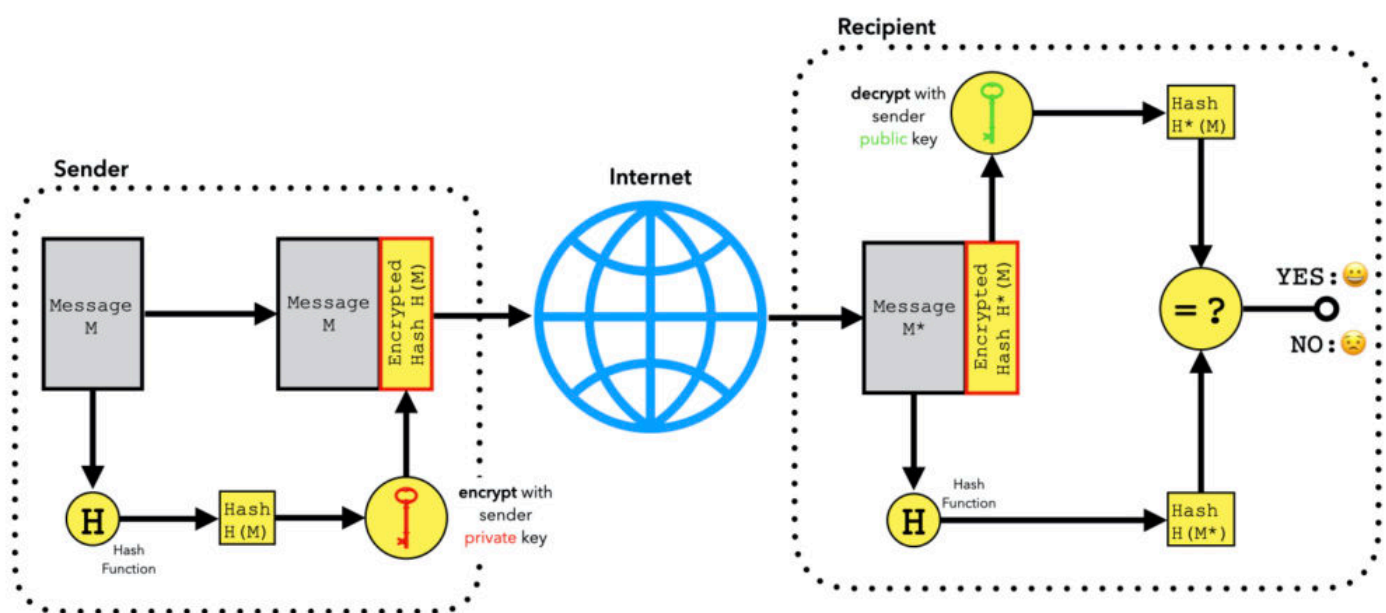 Sender
Message
M
Message
M
Encrypted
Hash H(M)
H
Hash
Function
Hash
H(M)
encrypt with
sender
private key
Internet
Recipient
decrypt with
sender
public key
Hash
H*(M)
Message
M*
Encrypted
Hash H*(M)
H
Hash
Function
Hash
H(M*)
= ?
YES:😀
NO:😟